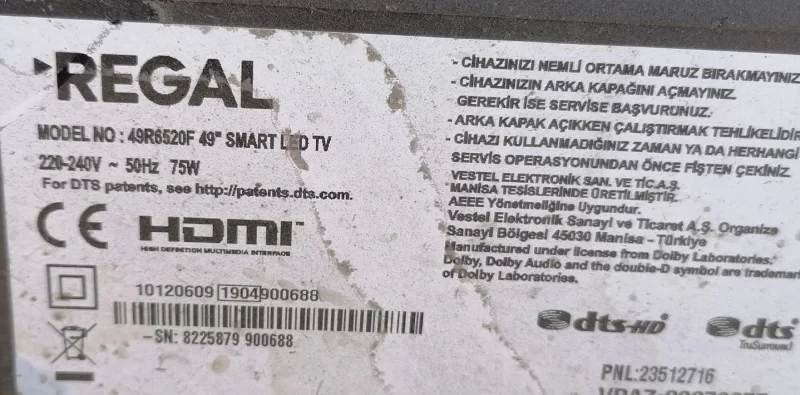 REGAL
MODEL NO : 49R6520F 49" SMART LED TV
220-240V ~ 50Hz 75W
For DTS patents, see http://patents.dts.com.
CE HDMI™
HIGH DEFINITION MULTIMEDIA INTERFACE
10120609 1904900688
-SN: 8225879 900688
- CİHAZINIZI NEMLİ ORTAMA MARUZ BIRAKMAYINIZ
- CİHAZINIZIN ARKA KAPAĞINI AÇMAYINIZ.
GEREKİR İSE SERVİSE BAŞVURUNUZ.
- ARKA KAPAK AÇIKKEN ÇALIŞTIRMAK TEHLİKELİDİR
- CİHAZI KULLANMADIĞINIZ ZAMAN YA DA HERHANGİ
SERVİS OPERASYONUNDAN ÖNCE FİŞTEN ÇEKİNİZ.
VESTEL ELEKTRONİK SAN. VE TİC.A.Ş.
MANİSA TESİSLERİNDE ÜRETİLMİŞTİR.
AEEE Yönetmeliğine Uygundur.
Vestel Elektronik Sanayi ve Ticaret A.Ş. Organize
Sanayi Bölgesi 45030 Manisa - Türkiye
Manufactured under license from Dolby Laboratories.
Dolby, Dolby Audio and the double-D symbol are trademar
of Dolby Laboratories.
dts-HD dts
TruSurround
PNL:23512716